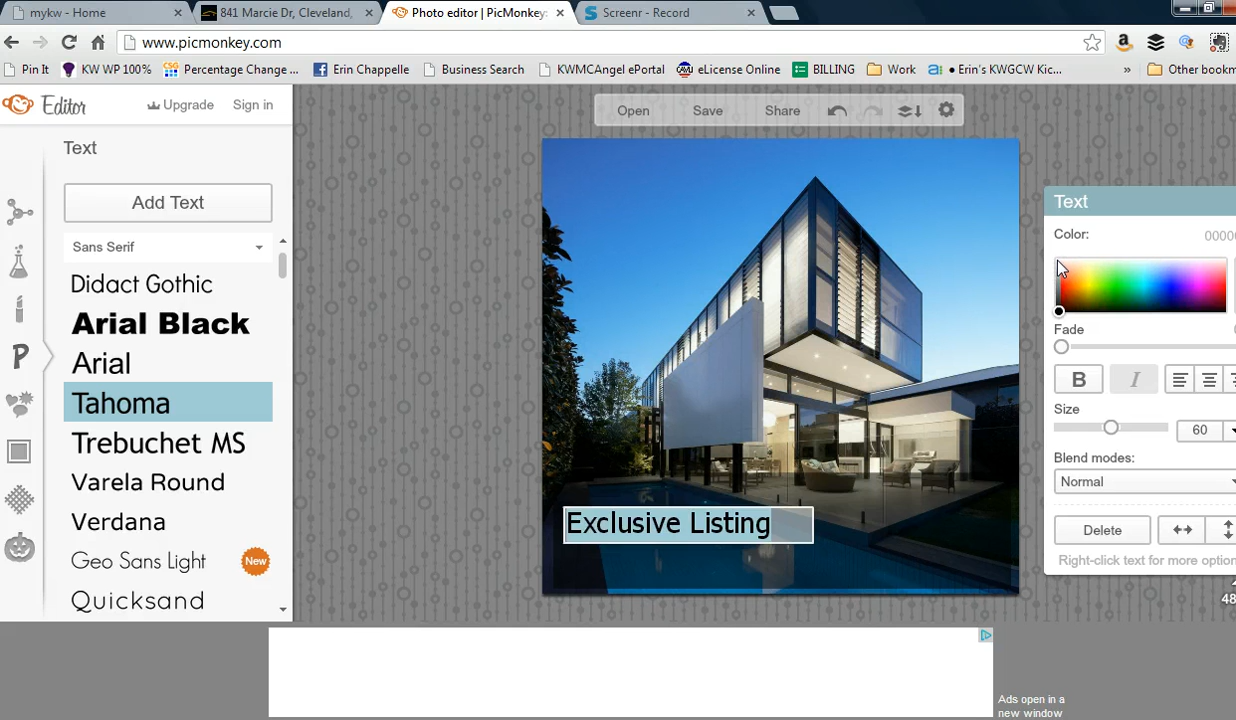 mykw - Home
841 Marcie Dr, Cleveland,
Photo editor | PicMonkey:
Screenr - Record
www.picmonkey.com
Pin It
KW WP 100%
Percentage Change ...
Erin Chappelle
Business Search
KWMCAngel ePortal
eLicense Online
BILLING
Work
Erin's KWGCW Kic...
»
Other bookm
Editor
Upgrade
Sign in
Open
Save
Share
Text
Add Text
Sans Serif
Didact Gothic
Arial Black
Arial
Tahoma
Trebuchet MS
Varela Round
Verdana
Geo Sans Light
New
Quicksand
Exclusive Listing
Text
Color:
0000
Fade
B
I
Size
60
Blend modes:
Normal
Delete
Right-click text for more option
48
Ads open in a
new window